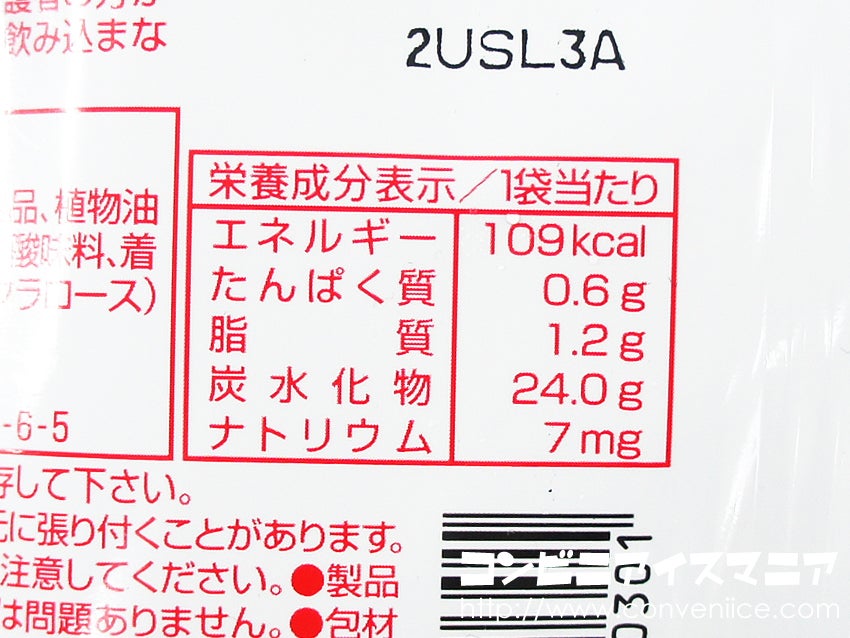 飲み込まな
2USL3A
栄養成分表示／1袋当たり
エネルギー 109kcal
たんぱく質 0.6g
脂質 1.2g
炭水化物 24.0g
ナトリウム 7mg
品、植物油
酸味料、着
ラロース)
-6-5
存して下さい。
に張り付くことがあります。
注意してください。●製品
は問題ありません。●包材
0301
コンビニアイスマニア
http://www.conveniice.com/